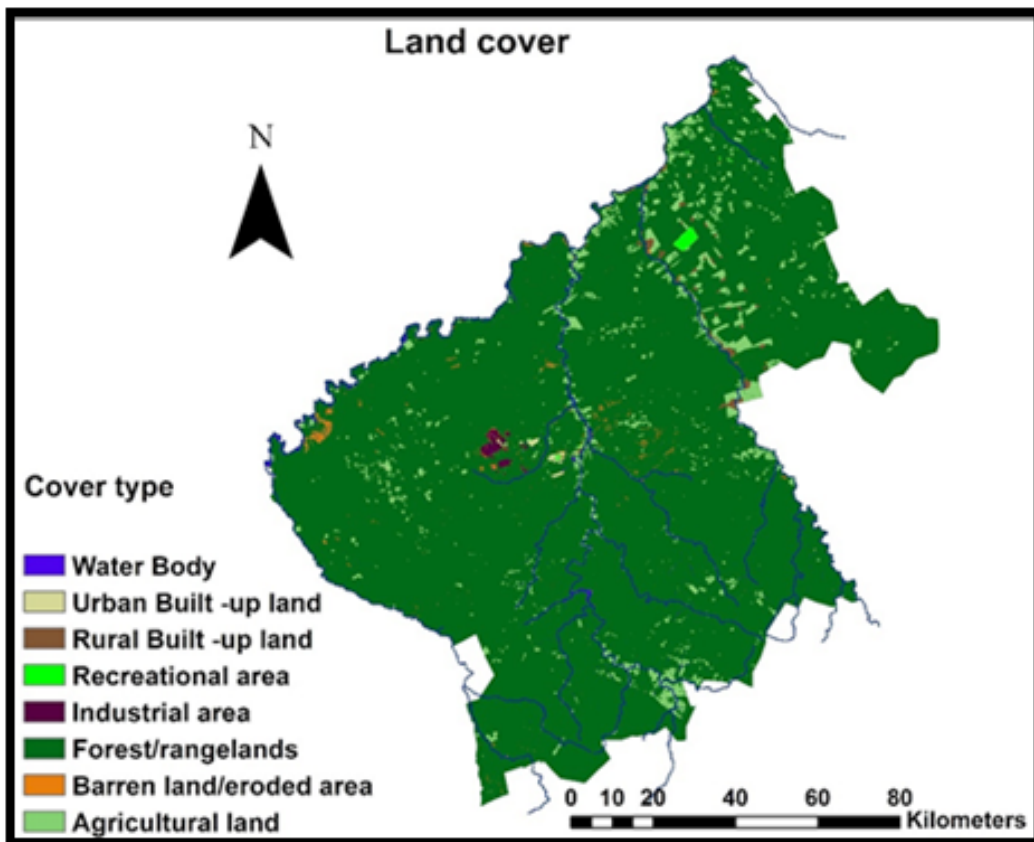 Land cover
N
Cover type
Water Body
Urban Built -up land
Rural Built -up land
Recreational area
Industrial area
Forest/rangelands
Barren land/eroded area
Agricultural land
0 10 20 40 60 80
Kilometers